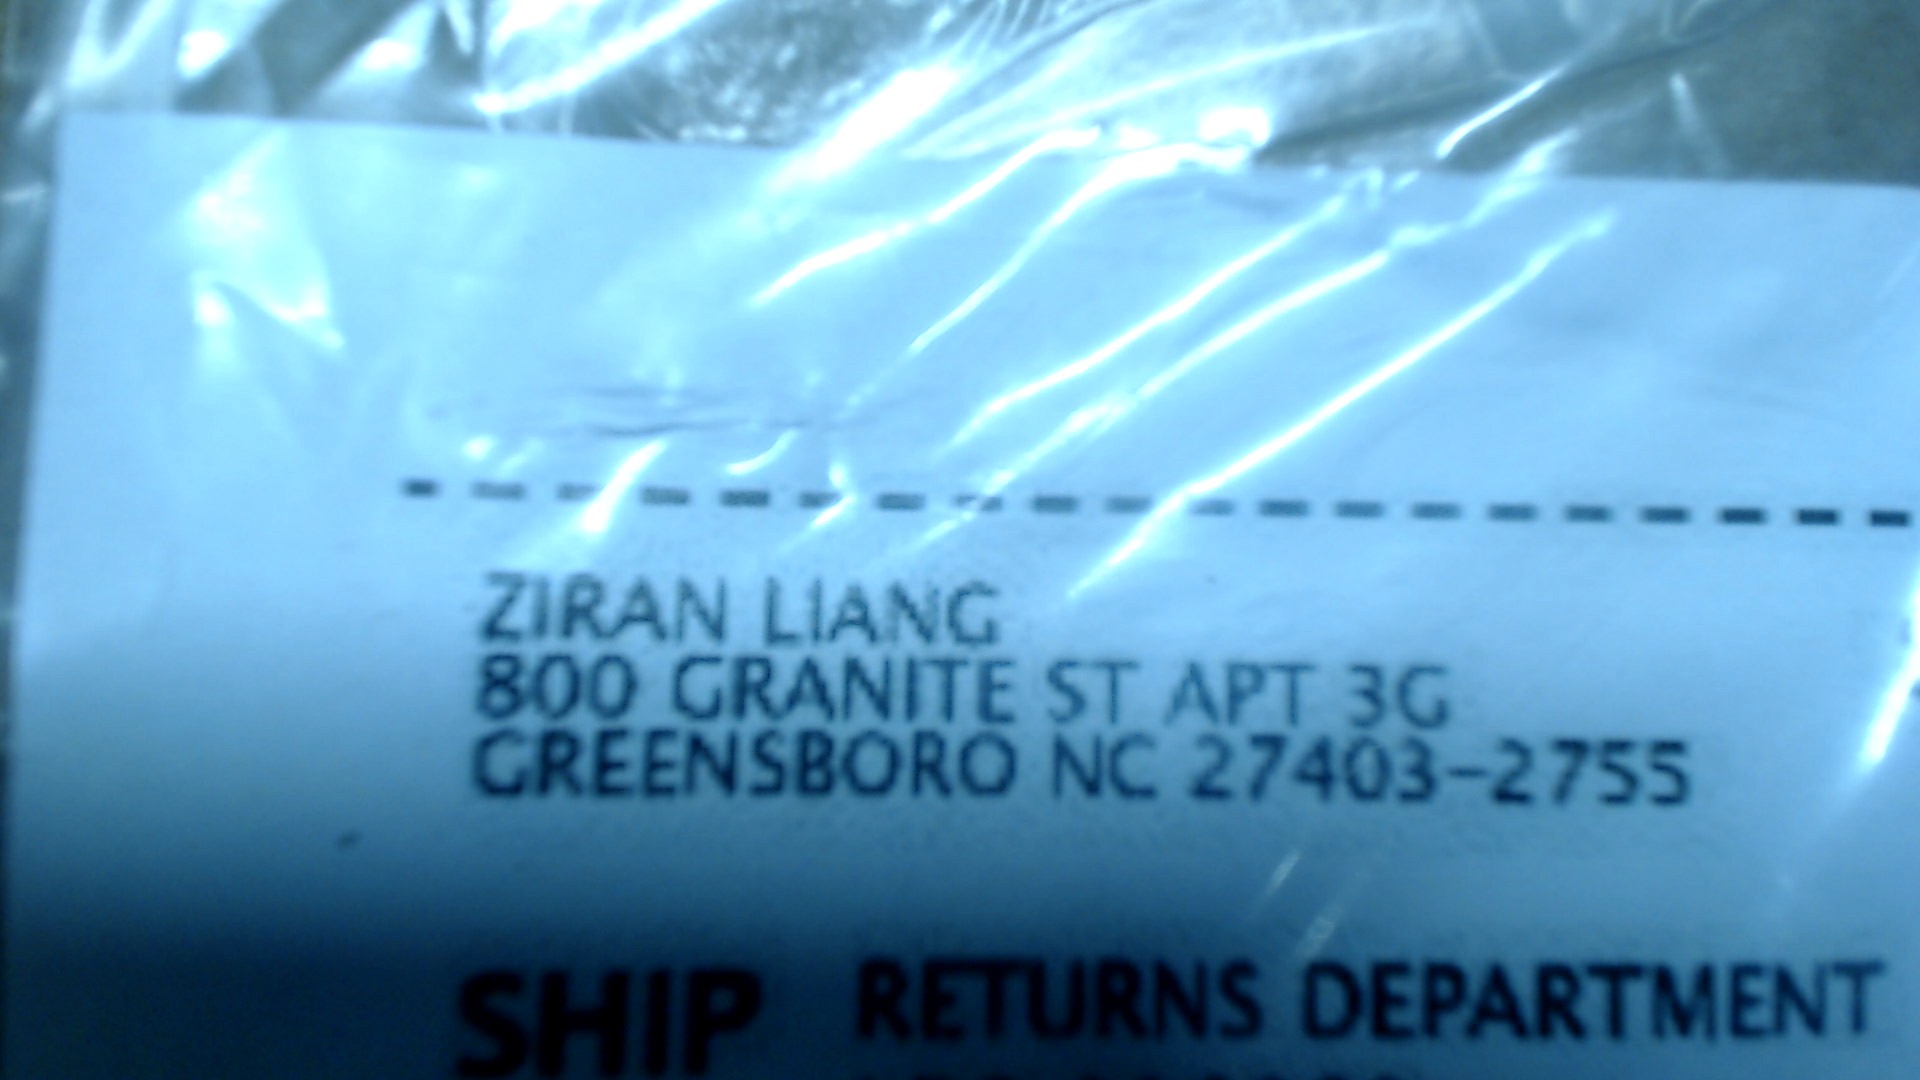 ZIRAN LIANG
800 GRANITE ST APT 3G
GREENSBORO NC 27403-2755
SHIP RETURNS DEPARTMENT